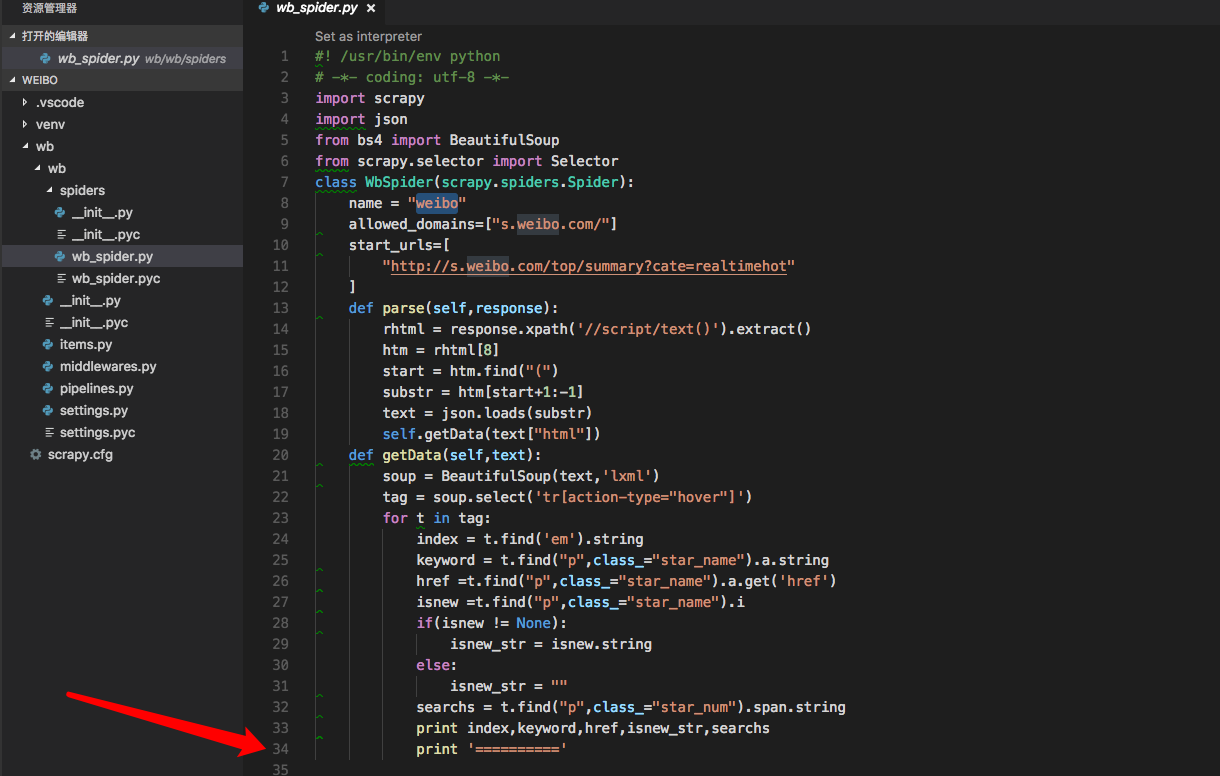 资源管理器
打开的编辑器
wb_spider.py wb/wb/spiders
WEIBO
.vscode
venv
wb
wb
spiders
__init__.py
__init__.pyc
wb_spider.py
wb_spider.pyc
__init__.py
__init__.pyc
items.py
middlewares.py
pipelines.py
settings.py
settings.pyc
scrapy.cfg
wb_spider.py ×
Set as interpreter
1 #! /usr/bin/env python
2 # -*- coding: utf-8 -*-
3 import scrapy
4 import json
5 from bs4 import BeautifulSoup
6 from scrapy.selector import Selector
7 class WbSpider(scrapy.spiders.Spider):
8     name = "weibo"
9     allowed_domains=["s.weibo.com/"]
10     start_urls=[
11         "http://s.weibo.com/top/summary?cate=realtimehot"
12     ]
13     def parse(self,response):
14         rhtml = response.xpath('//script/text()').extract()
15         htm = rhtml[8]
16         start = htm.find("(")
17         substr = htm[start+1:-1]
18         text = json.loads(substr)
19         self.getData(text["html"])
20     def getData(self,text):
21         soup = BeautifulSoup(text,'lxml')
22         tag = soup.select('tr[action-type="hover"]')
23         for t in tag:
24             index = t.find('em').string
25             keyword = t.find("p",class_="star_name").a.string
26             href =t.find("p",class_="star_name").a.get('href')
27             isnew =t.find("p",class_="star_name").i
28             if(isnew != None):
29                 isnew_str = isnew.string
30             else:
31                 isnew_str = ""
32             searchs = t.find("p",class_="star_num").span.string
33             print index,keyword,href,isnew_str,searchs
34             print '=========='
35